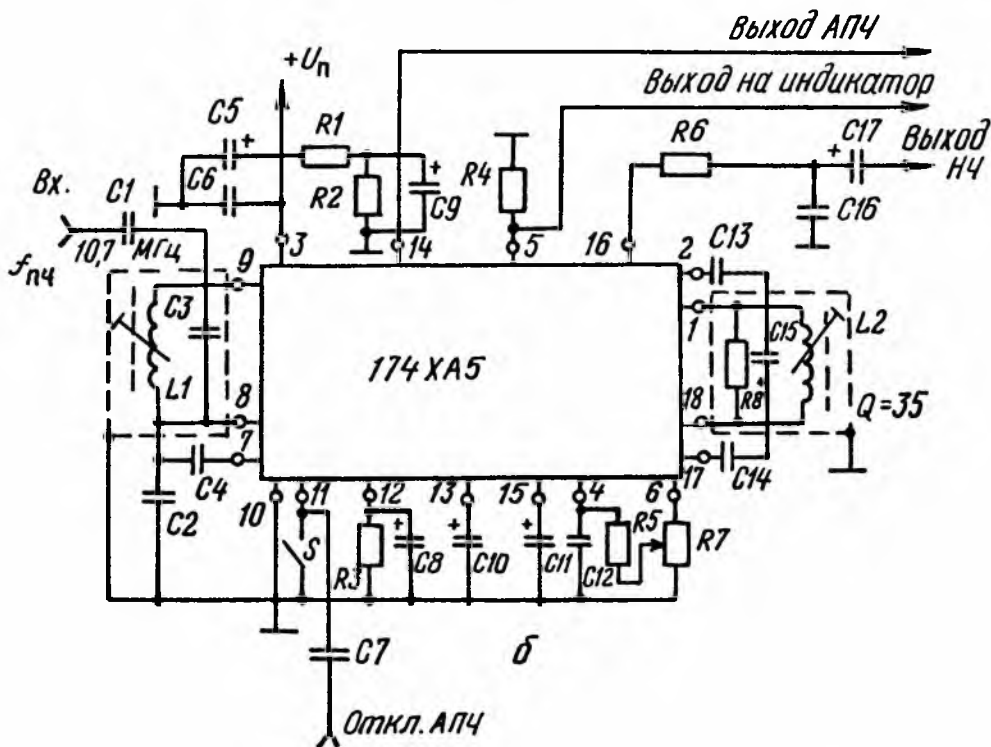 Выход АПЧ
+Uп
Выход на индикатор
C5
R1
R6
C17
+
Выход НЧ
Вх.
C1
C6
+
R2
+
C9
R4
C16
10,7 МГц
fпч
9
3
14
5
16
2
C13
1
C3
L1
174ХА5
R8
C15
+
L2
Q=35
8
18
7
C4
17
C14
C2
10
11
12
13
15
4
6
S
R3
+
C8
+
C10
+
C11
C12
R5
R7
C7
б
Откл. АПЧ